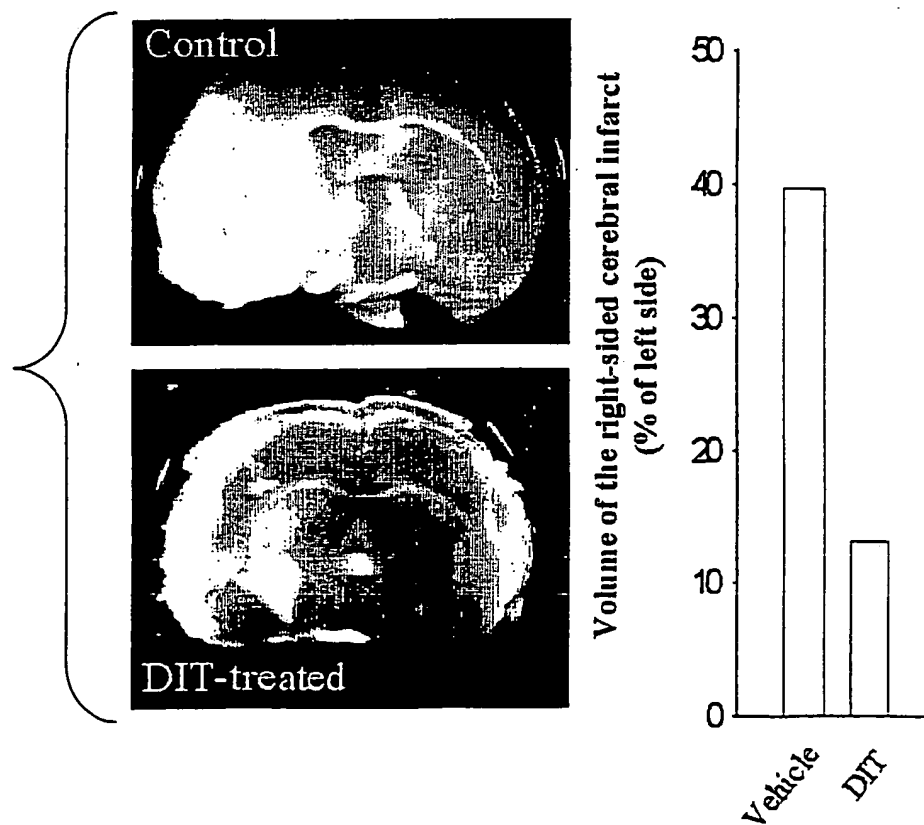 Control
DIT-treated
Volume of the right-sided cerebral infarct
(% of left side)
50
40
30
20
10
0
Vehicle
DIT